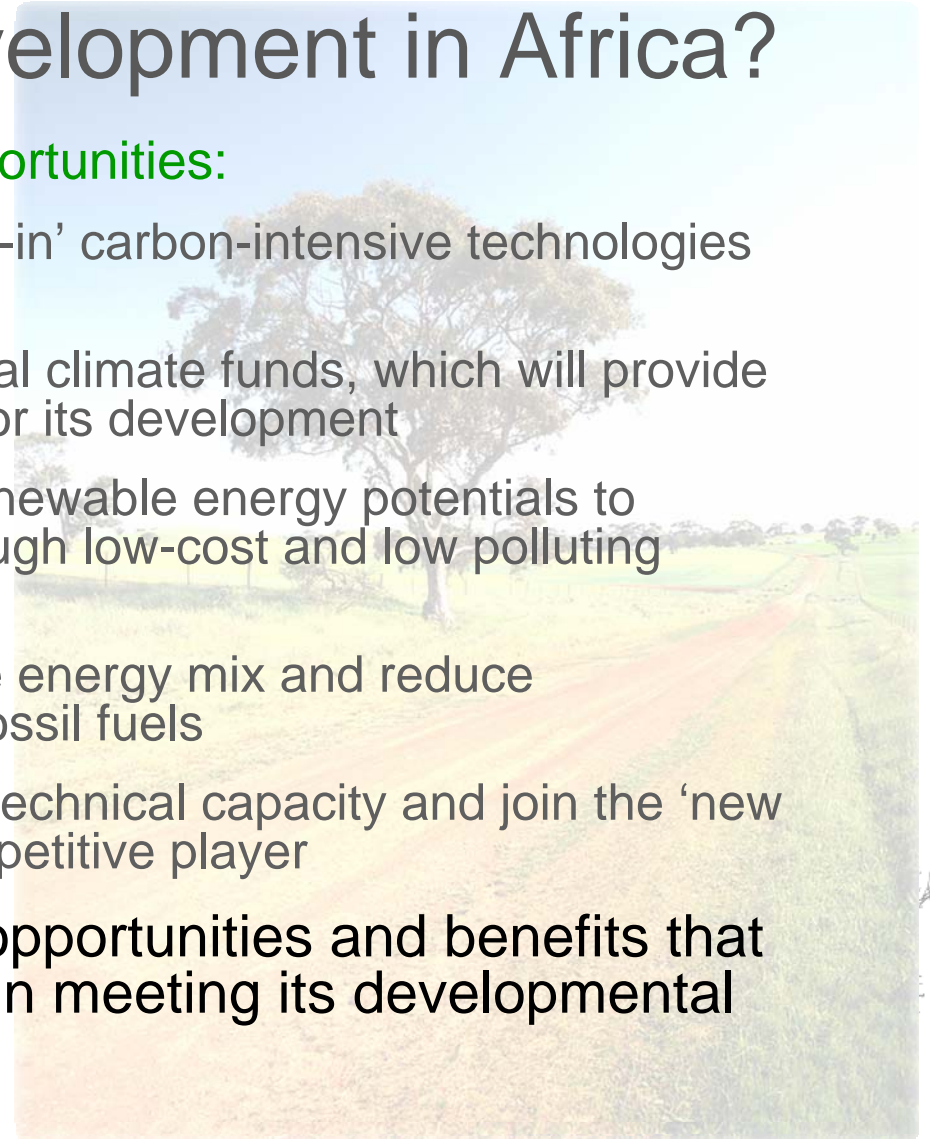 velopment in Africa?
ortunities:
-in’ carbon-intensive technologies
al climate funds, which will provide
or its development
newable energy potentials to
ugh low-cost and low polluting
e energy mix and reduce
ossil fuels
technical capacity and join the ‘new
petitive player
opportunities and benefits that
n meeting its developmental